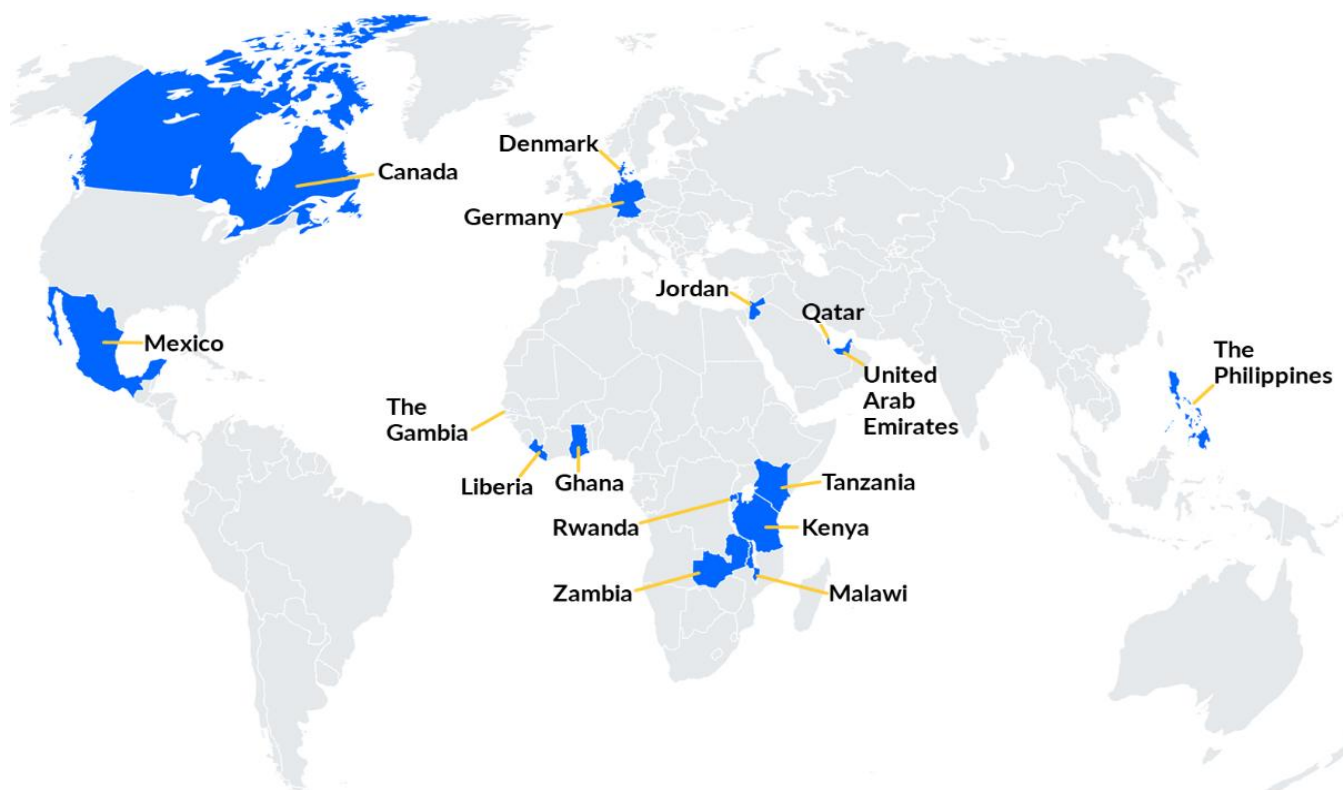 Denmark
Canada
Germany
Jordan
Qatar
Mexico
The
Philippines
United
Arab
Emirates
The
Gambia
Liberia
Ghana
Tanzania
Rwanda
Kenya
Zambia
Malawi